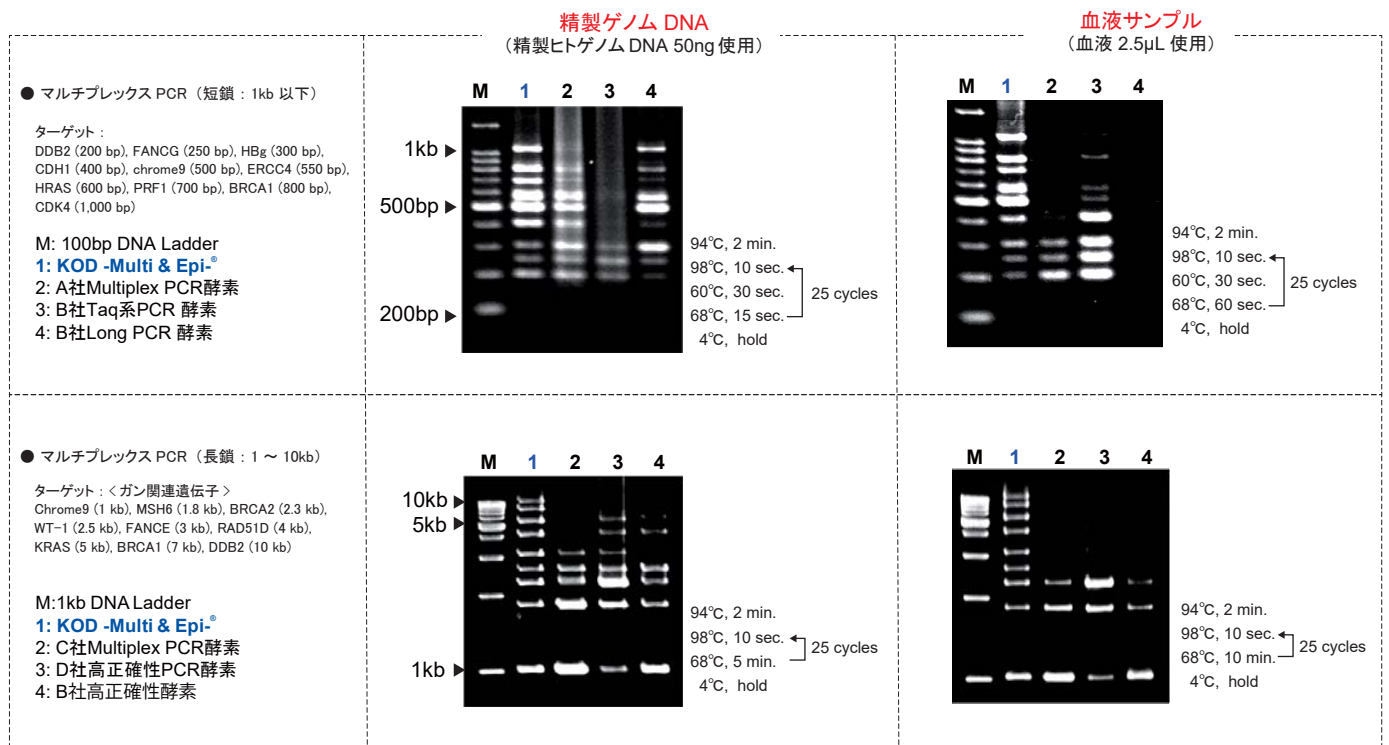 精製ゲノム DNA
（精製ヒトゲノム DNA 50ng 使用）
血液サンプル
（血液 2.5µL 使用）
● マルチプレックス PCR（短鎖：1kb 以下）
ターゲット：
DDB2 (200 bp), FANCG (250 bp), HBg (300 bp),
CDH1 (400 bp), chrome9 (500 bp), ERCC4 (550 bp),
HRAS (600 bp), PRF1 (700 bp), BRCA1 (800 bp),
CDK4 (1,000 bp)
M: 100bp DNA Ladder
1: KOD -Multi & Epi-®
2: A社Multiplex PCR酵素
3: B社Taq系PCR 酵素
4: B社Long PCR 酵素
M 1 2 3 4
1kb
500bp
200bp
94℃, 2 min.
98℃, 10 sec.
60℃, 30 sec.
68℃, 15 sec.
4℃, hold
25 cycles
M 1 2 3 4
94℃, 2 min.
98℃, 10 sec.
60℃, 30 sec.
68℃, 60 sec.
4℃, hold
25 cycles
● マルチプレックス PCR（長鎖：1 ～ 10kb）
ターゲット：＜ガン関連遺伝子＞
Chrome9 (1 kb), MSH6 (1.8 kb), BRCA2 (2.3 kb),
WT-1 (2.5 kb), FANCE (3 kb), RAD51D (4 kb),
KRAS (5 kb), BRCA1 (7 kb), DDB2 (10 kb)
M:1kb DNA Ladder
1: KOD -Multi & Epi-®
2: C社Multiplex PCR酵素
3: D社高正確性PCR酵素
4: B社高正確性酵素
M 1 2 3 4
10kb
5kb
1kb
94℃, 2 min.
98℃, 10 sec.
68℃, 5 min.
4℃, hold
25 cycles
M 1 2 3 4
94℃, 2 min.
98℃, 10 sec.
68℃, 10 min.
4℃, hold
25 cycles